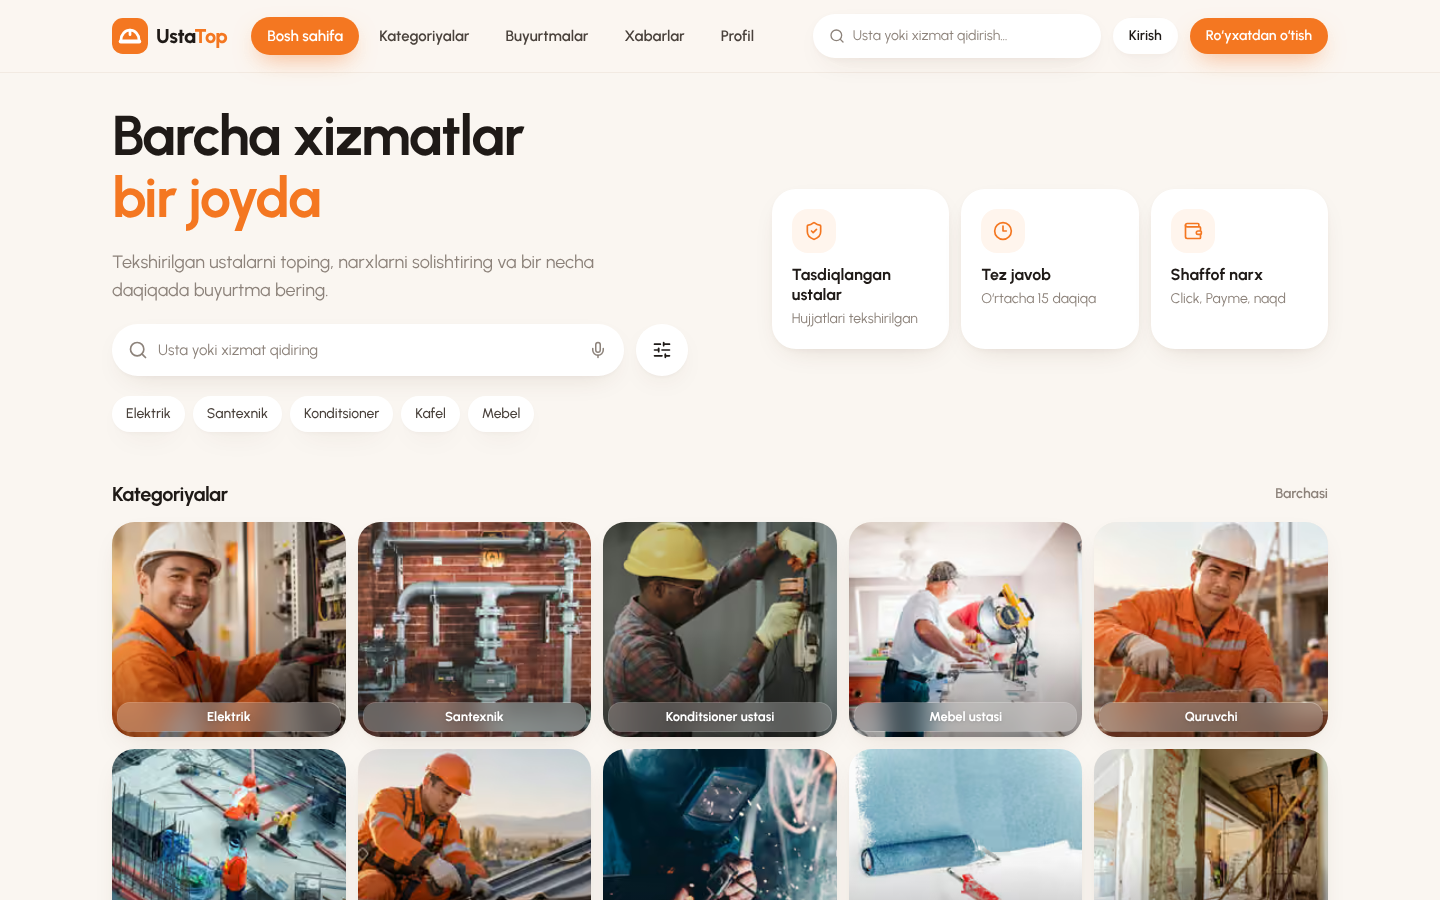 UstaTop
Bosh sahifa
Kategoriyalar
Buyurtmalar
Xabarlar
Profil
Usta yoki xizmat qidirish...
Kirish
Ro'yxatdan o'tish
Barcha xizmatlar
bir joyda
Tekshirilgan ustalarni toping, narxlarni solishtiring va bir necha
daqiqada buyurtma bering.
Usta yoki xizmat qidiring
Elektrik
Santexnik
Konditsioner
Kafel
Mebel
Tasdiqlangan
ustalar
Hujjatlari tekshirilgan
Tez javob
O'rtacha 15 daqiqa
Shaffof narx
Click, Payme, naqd
Kategoriyalar
Barchasi
Elektrik
Santexnik
Konditsioner ustasi
Mebel ustasi
Quruvchi